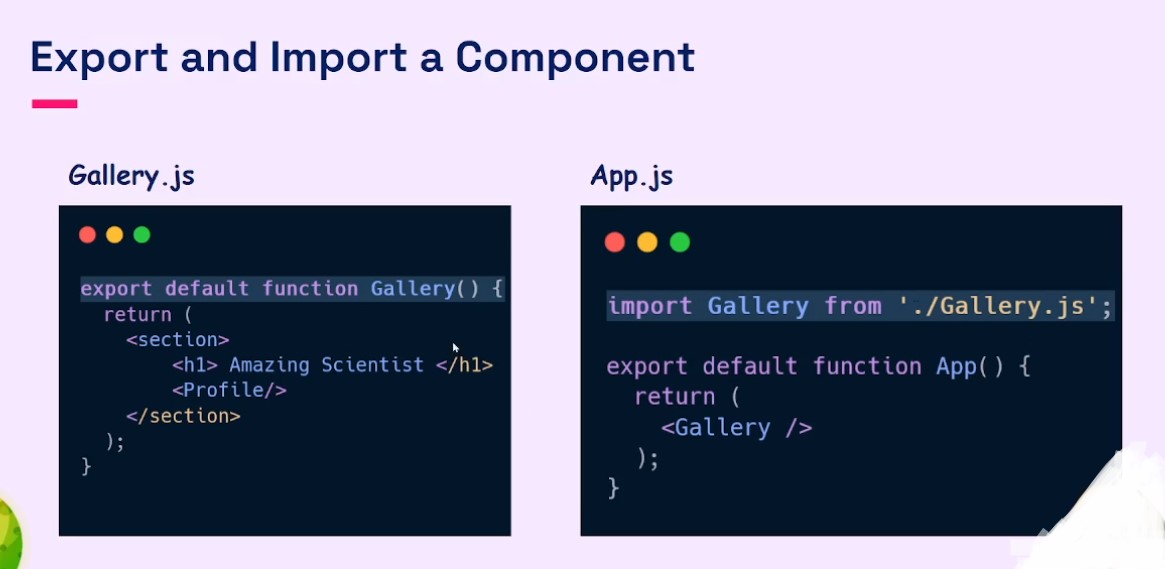 Export and Import a Component
Gallery.js
export default function Gallery() {
  return (
    <section>
        <h1> Amazing Scientist </h1>
        <Profile/>
    </section>
  );
}
App.js
import Gallery from './Gallery.js';
export default function App() {
  return (
    <Gallery />
  );
}